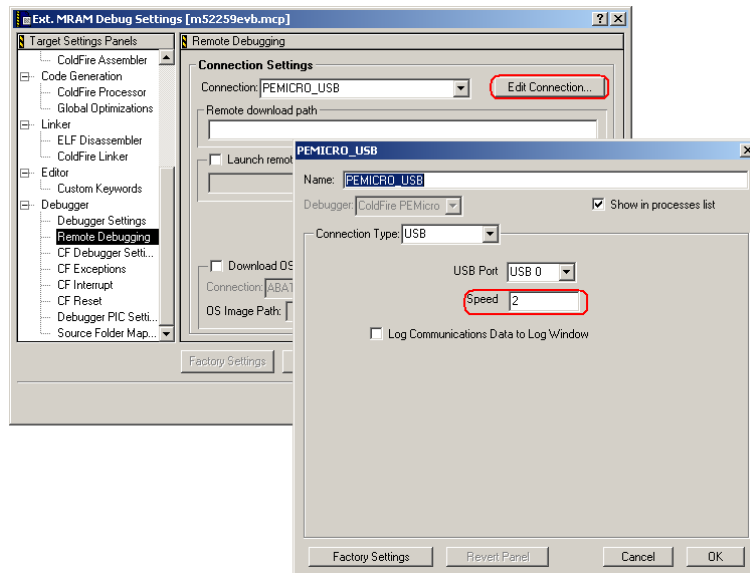 Ext. MRAM Debug Settings [m52259evb.mcp]
Target Settings Panels
ColdFire Assembler
Code Generation
ColdFire Processor
Global Optimizations
Linker
ELF Disassembler
ColdFire Linker
Editor
Custom Keywords
Debugger
Debugger Settings
Remote Debugging
CF Debugger Setti...
CF Exceptions
CF Interrupt
CF Reset
Debugger PIC Setti...
Source Folder Map...
Remote Debugging
Connection Settings
Connection: PEMICRO_USB
Edit Connection...
Remote download path
Launch remot
Download OS
Connection: ABAT
OS Image Path:
Factory Settings
PEMICRO_USB
Name: PEMICRO_USB
Debugger: ColdFire PEMicro
Show in processes list
Connection Type: USB
USB Port USB 0
Speed 2
Log Communications Data to Log Window
Factory Settings
Revert Panel
Cancel
OK